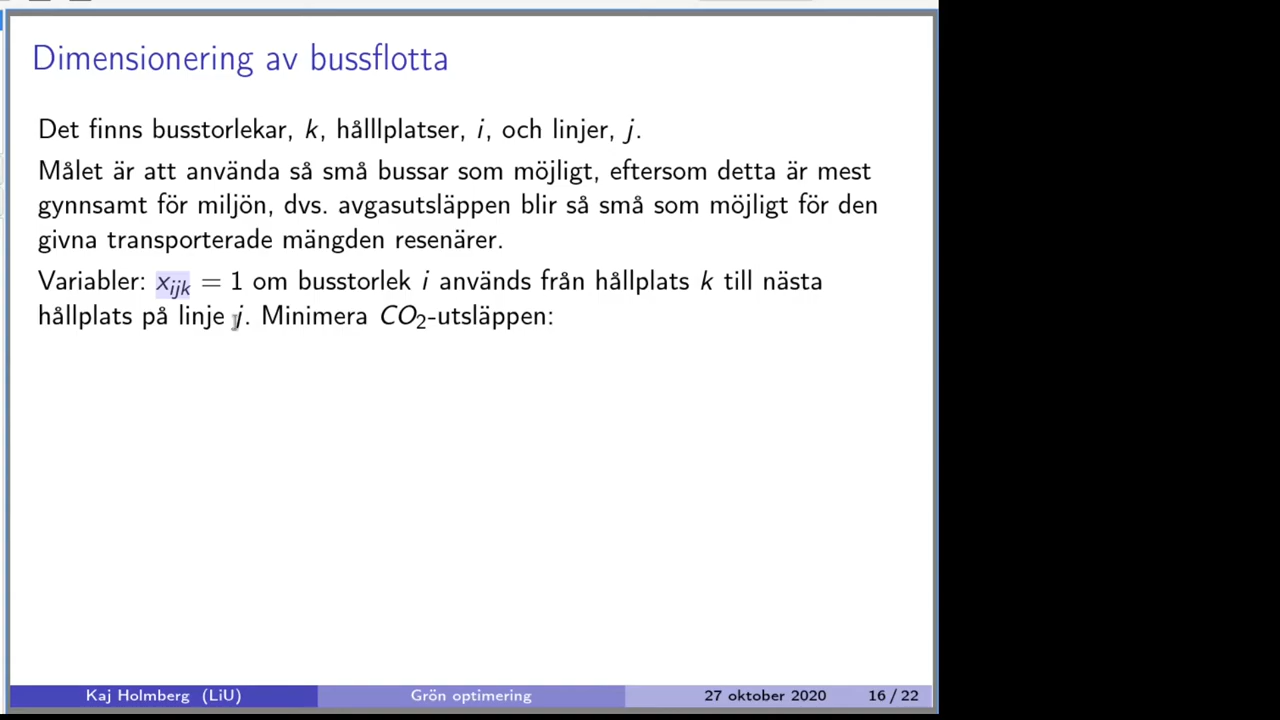 Dimensionering av bussflotta
Det finns busstorlekar, k, hålllplatser, i, och linjer, j.
Målet är att använda så små bussar som möjligt, eftersom detta är mest
gynnsamt för miljön, dvs. avgasutsläppen blir så små som möjligt för den
givna transporterade mängden resenärer.
Variabler: x_{ijk} = 1 om busstorlek i används från hållplats k till nästa
hållplats på linje j. Minimera CO₂-utsläppen:
Kaj Holmberg (LiU) Grön optimering 27 oktober 2020 16 / 22